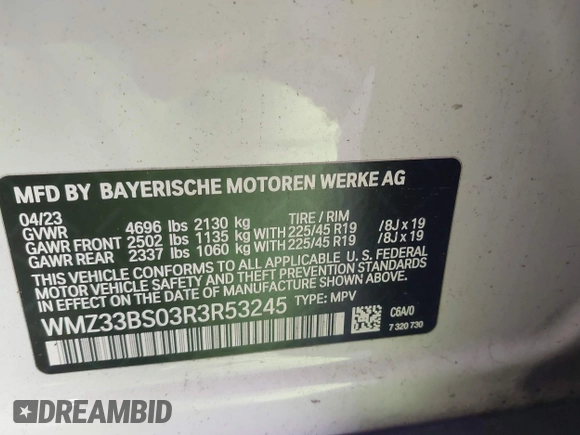 MFD BY BAYERISCHE MOTOREN WERKE AG
04/23 TIRE / RIM
GVWR 4696 lbs 2130 kg
GAWR FRONT 2502 lbs 1135 kg WITH 225/45 R19 /8J x 19
GAWR REAR 2337 lbs 1060 kg WITH 225/45 R19 /8J x 19
THIS VEHICLE CONFORMS TO ALL APPLICABLE U. S. FEDERAL
MOTOR VEHICLE SAFETY AND THEFT PREVENTION STANDARDS
IN EFFECT ON THE DATE OF MANUFACTURE SHOWN ABOVE.
WMZ33BS03R3R53245 TYPE: MPV
C6A/0
7 320 730
DREAMBID